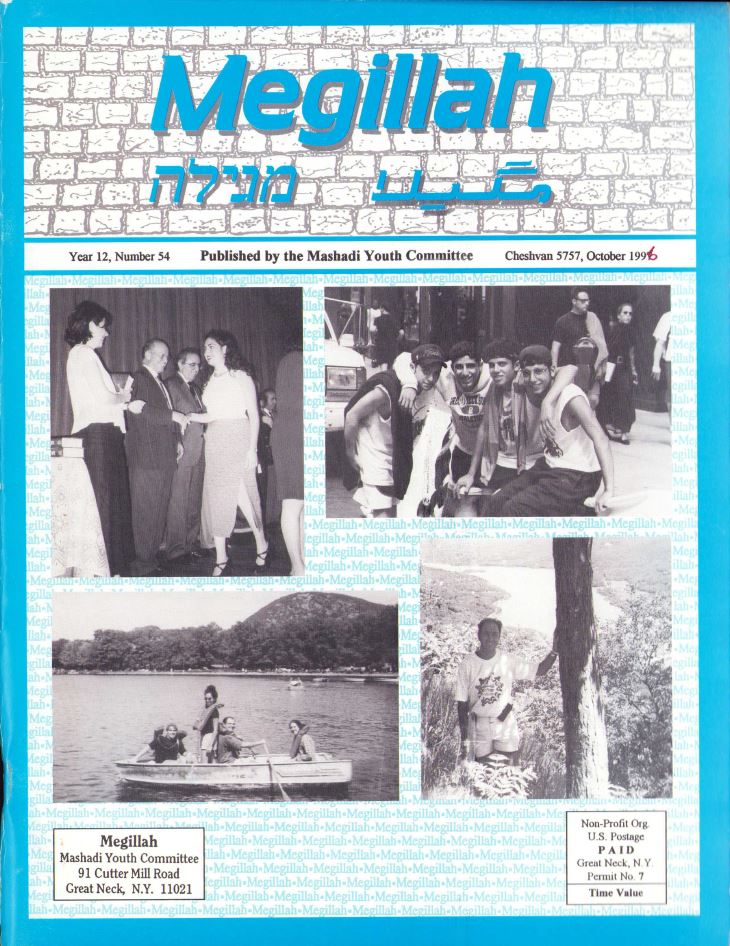 Megillah
מגילה مگیلا
Year 12, Number 54 Published by the Mashadi Youth Committee Cheshvan 5757, October 1996
Megillah
Mashadi Youth Committee
91 Cutter Mill Road
Great Neck, N.Y. 11021
Non-Profit Org.
U.S. Postage
PAID
Great Neck, N.Y.
Permit No. 7
Time Value